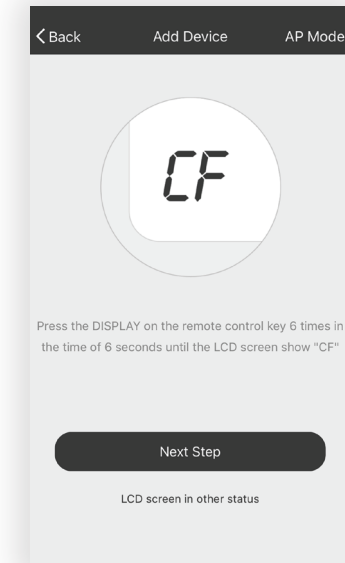 Back Add Device AP Mode
CF
Press the DISPLAY on the remote control key 6 times in
the time of 6 seconds until the LCD screen show "CF"
Next Step
LCD screen in other status